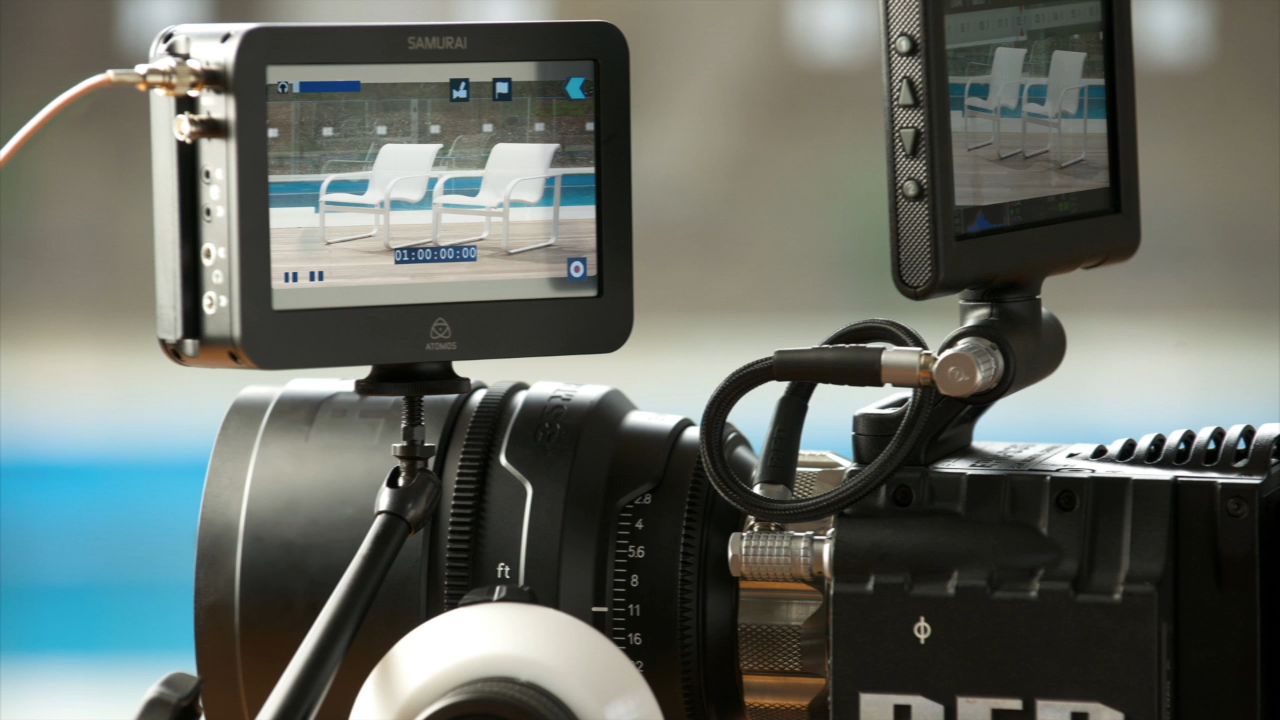 SAMURAI
01:00:00:00
ATOMOS
ft
2.8
4
5.6
8
11
16
RED